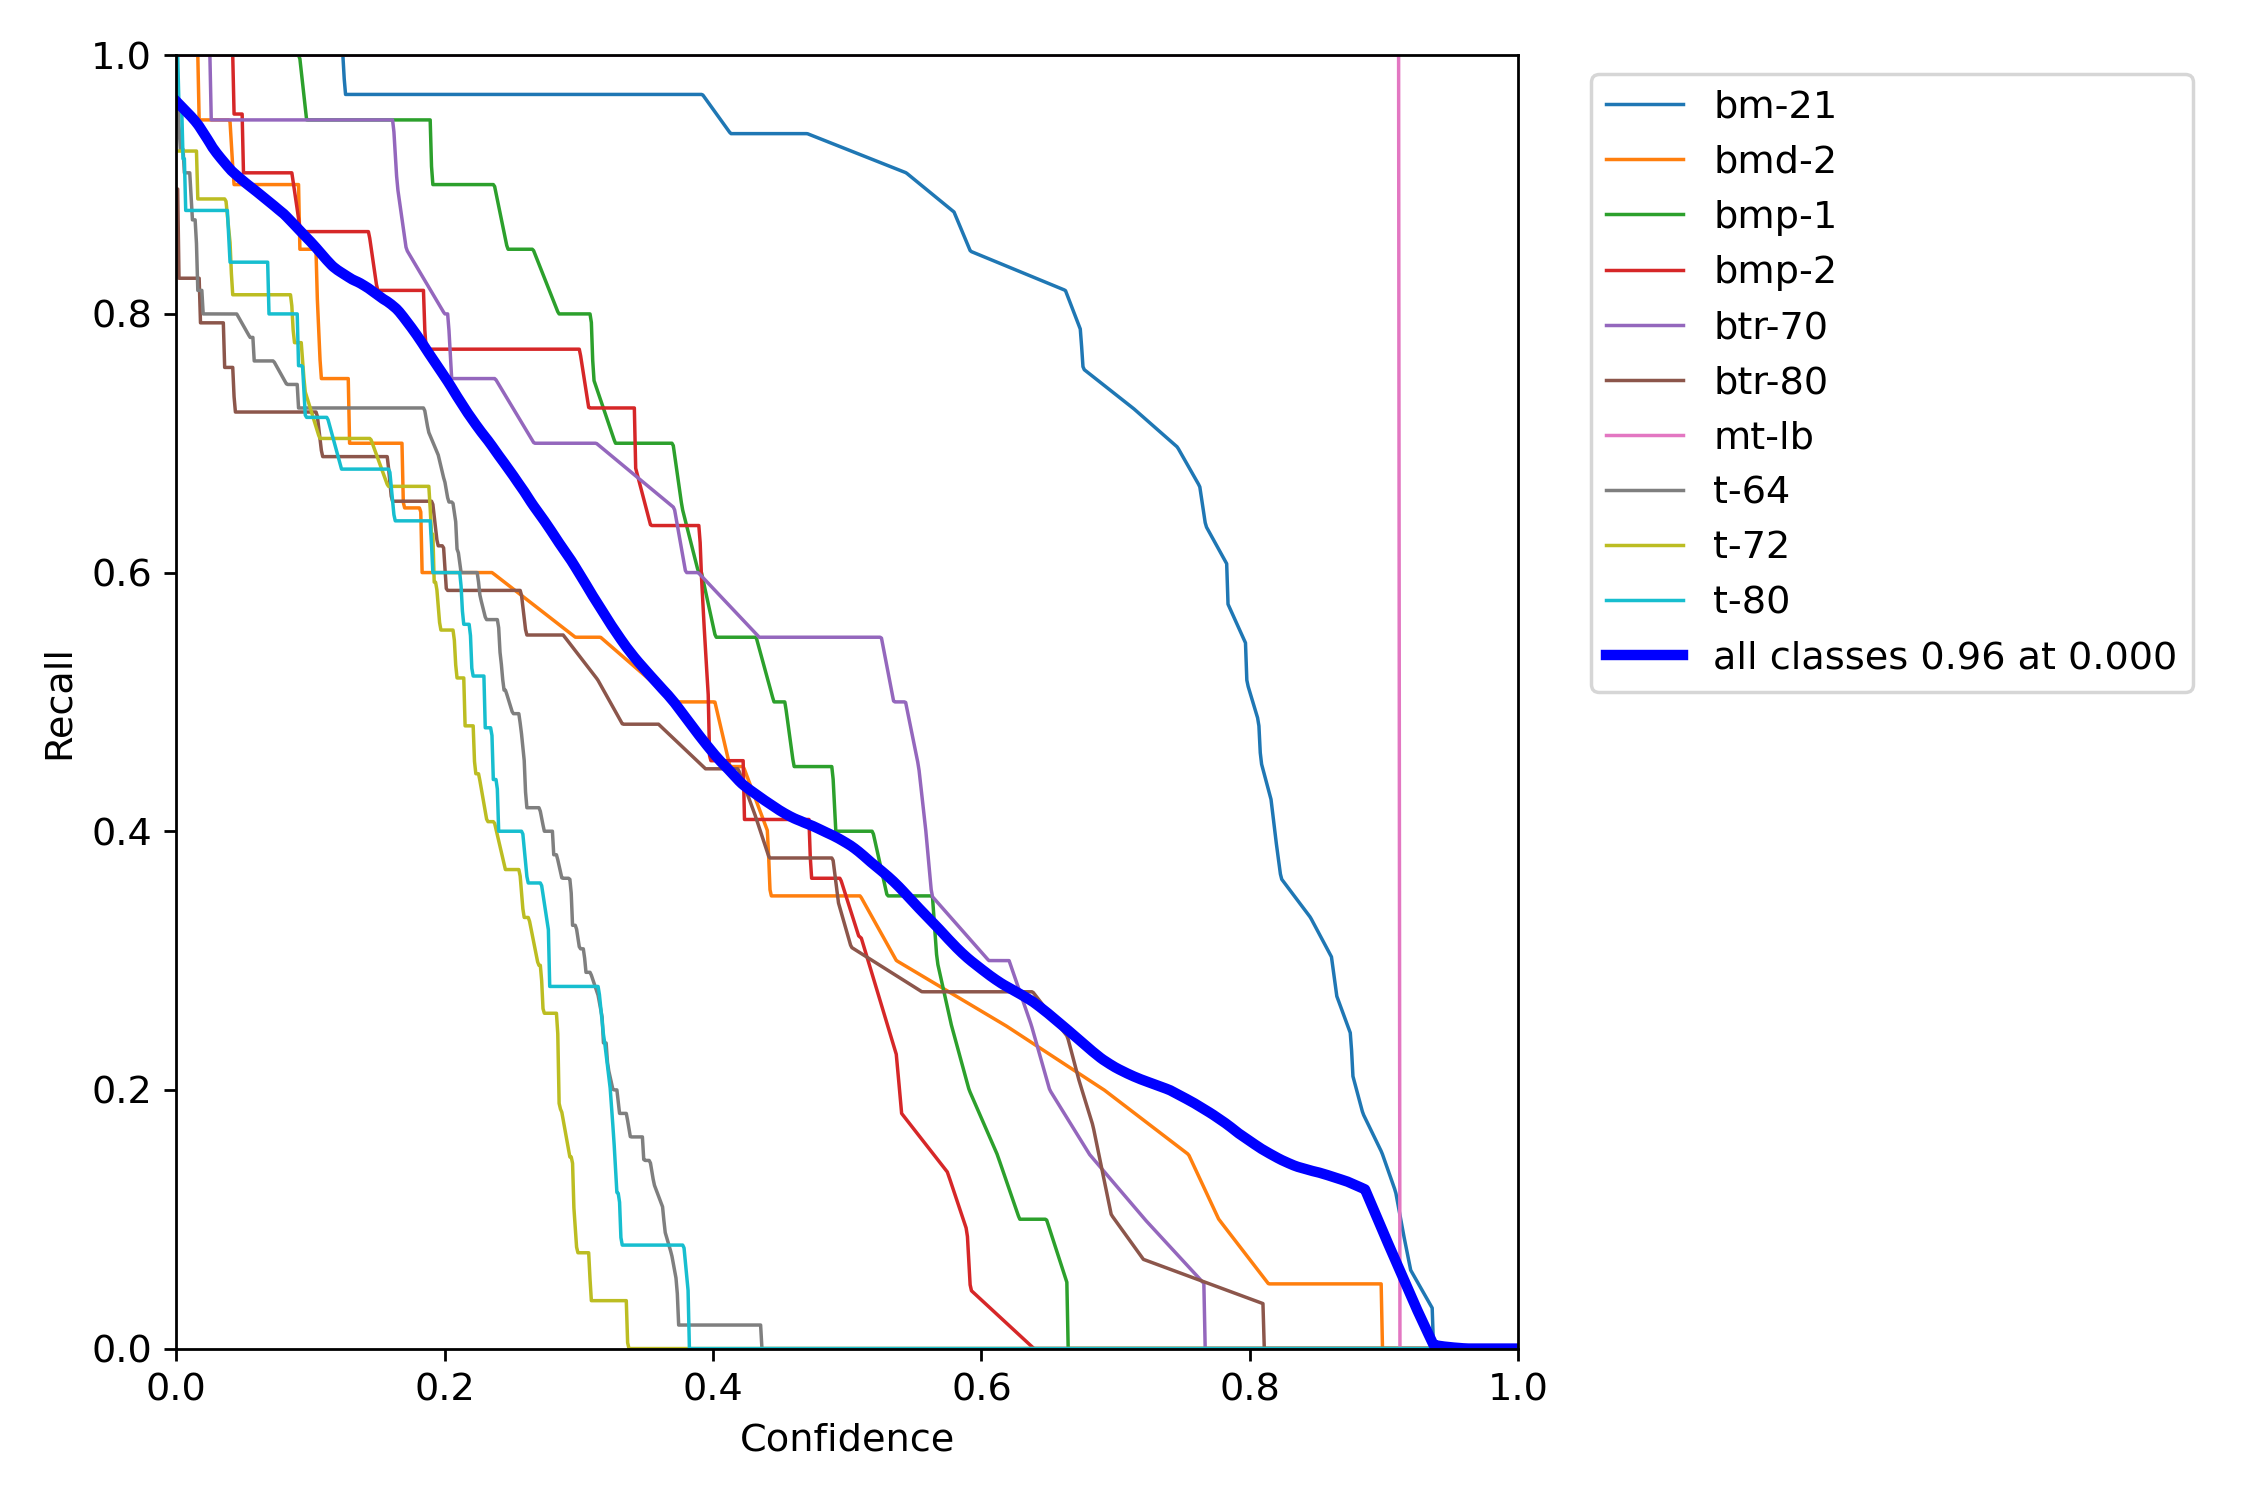 1.0
0.8
0.6
0.4
0.2
0.0
Recall
0.0 0.2 0.4 0.6 0.8 1.0
Confidence
bm-21
bmd-2
bmp-1
bmp-2
btr-70
btr-80
mt-lb
t-64
t-72
t-80
all classes 0.96 at 0.000